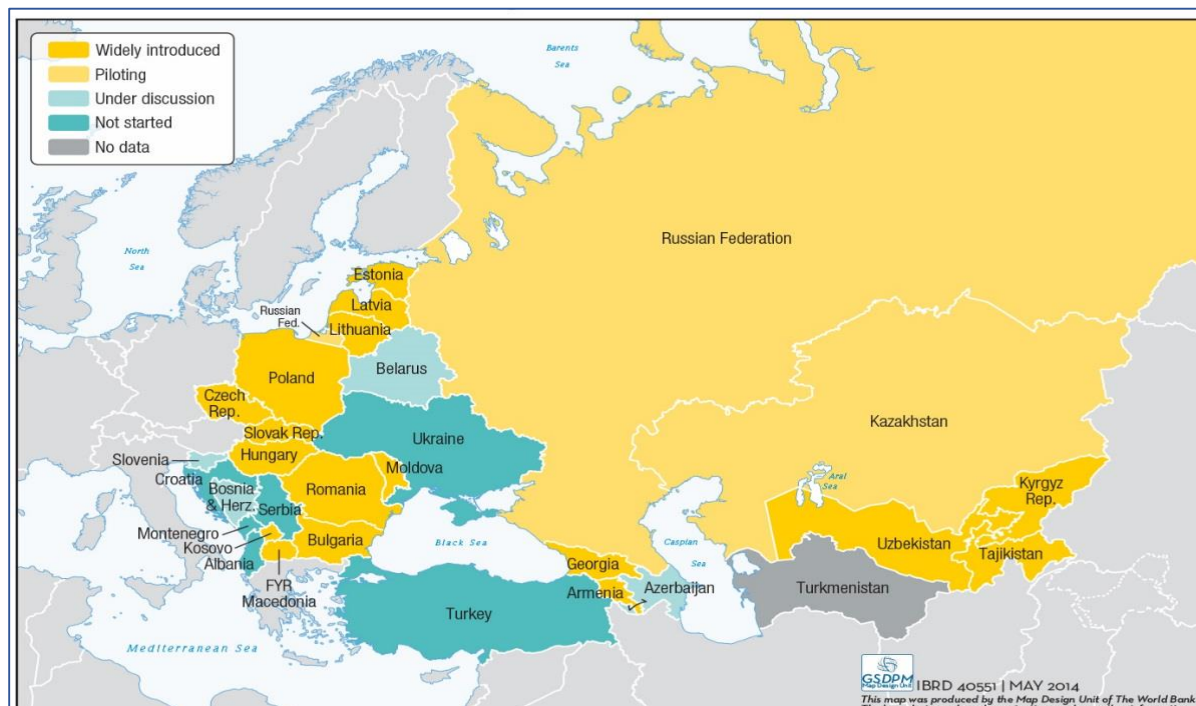 Widely introduced
Piloting
Under discussion
Not started
No data
Barents
Sea
North
Sea
Russian Federation
Estonia
Latvia
Russian
Fed.
Lithuania
Belarus
Poland
Czech
Rep.
Slovak Rep.
Ukraine
Kazakhstan
Hungary
Slovenia
Moldova
Croatia
Aral
Sea
Bosnia
& Herz.
Romania
Serbia
Kyrgyz
Rep.
Montenegro
Kosovo
Albania
Bulgaria
Black Sea
Caspian
Sea
Uzbekistan
Tajikistan
Georgia
FYR
Macedonia
Armenia
Azerbaijan
Turkmenistan
Turkey
Mediterranean Sea
GSDPM
Map Design Unit
IBRD 40551 | MAY 2014
This map was produced by the Map Design Unit of The World Bank